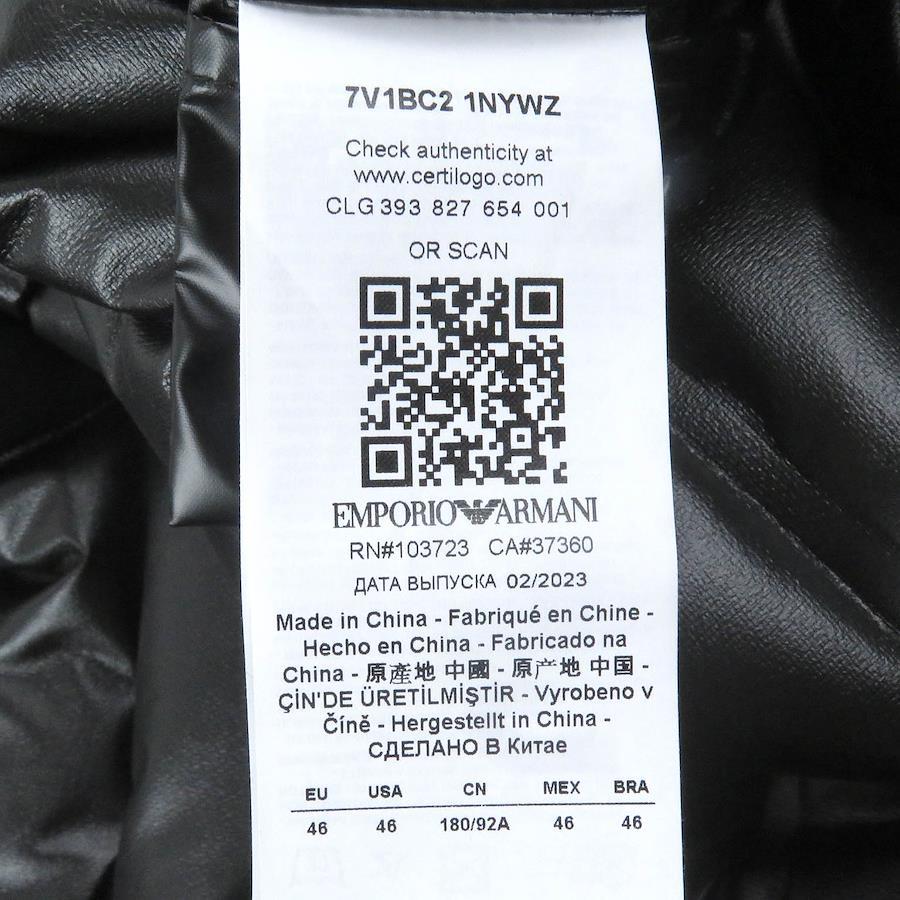 7V1BC2 1NYWZ
Check authenticity at
www.certilogo.com
CLG 393 827 654 001
OR SCAN
EMPORIO ARMANI
RN#103723 CA#37360
ДАТА ВЫПУСКА 02/2023
Made in China - Fabriqué en Chine -
Hecho en China - Fabricado na
China - 原產地 中國 - 原产地 中国 -
ÇİN'DE ÜRETİLMİŞTİR - Vyrobeno v
Číně - Hergestellt in China -
СДЕЛАНО В Китае
EU USA CN MEX BRA
46 46 180/92A 46 46